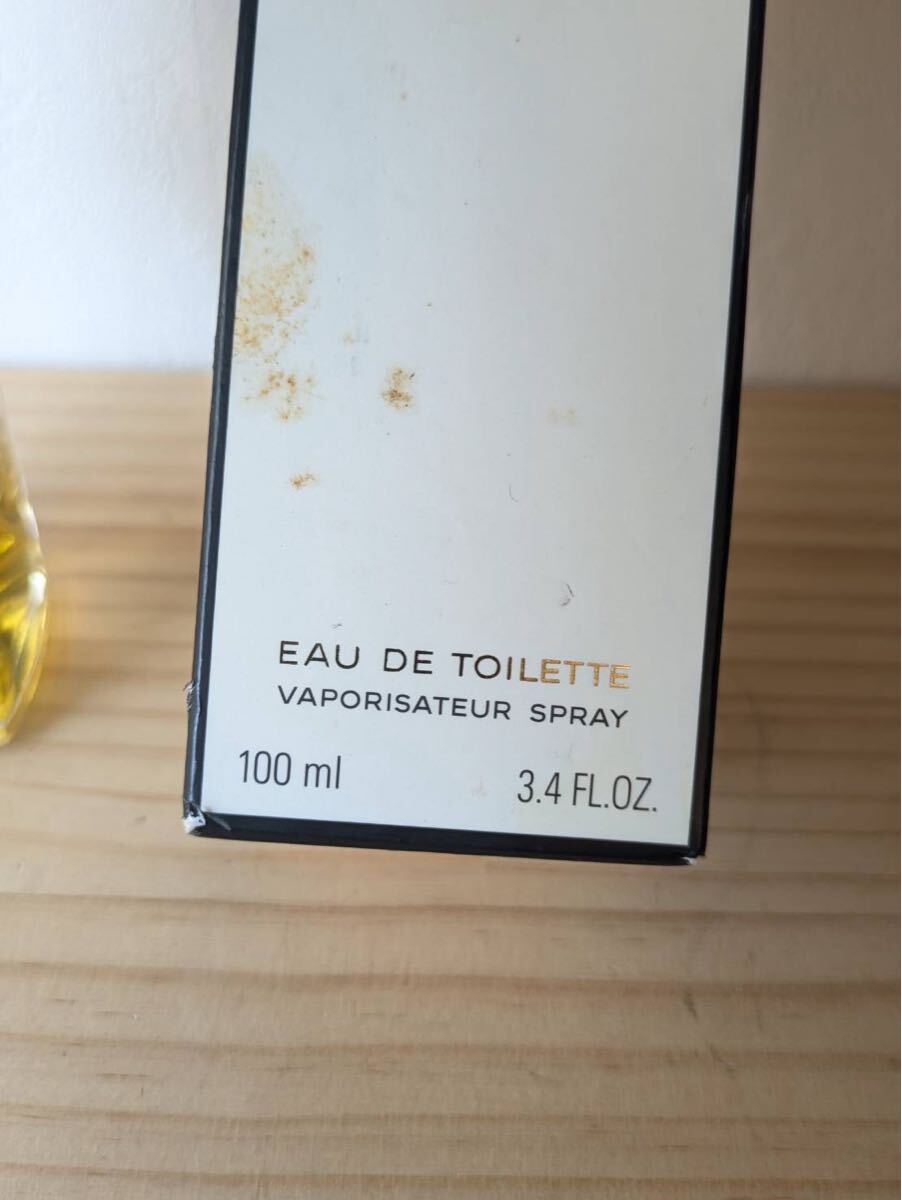 EAU DE TOILETTE
VAPORISATEUR SPRAY
100 ml
3.4 FL.OZ.